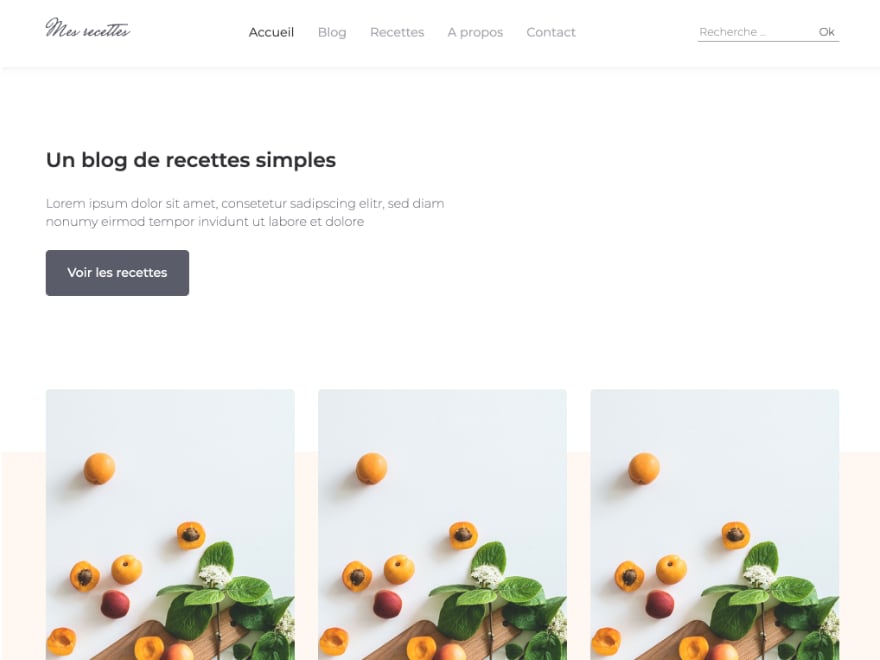 Mes recettes
Accueil Blog Recettes A propos Contact
Recherche ... Ok
Un blog de recettes simples
Lorem ipsum dolor sit amet, consetetur sadipscing elitr, sed diam
nonumy eirmod tempor invidunt ut labore et dolore
Voir les recettes